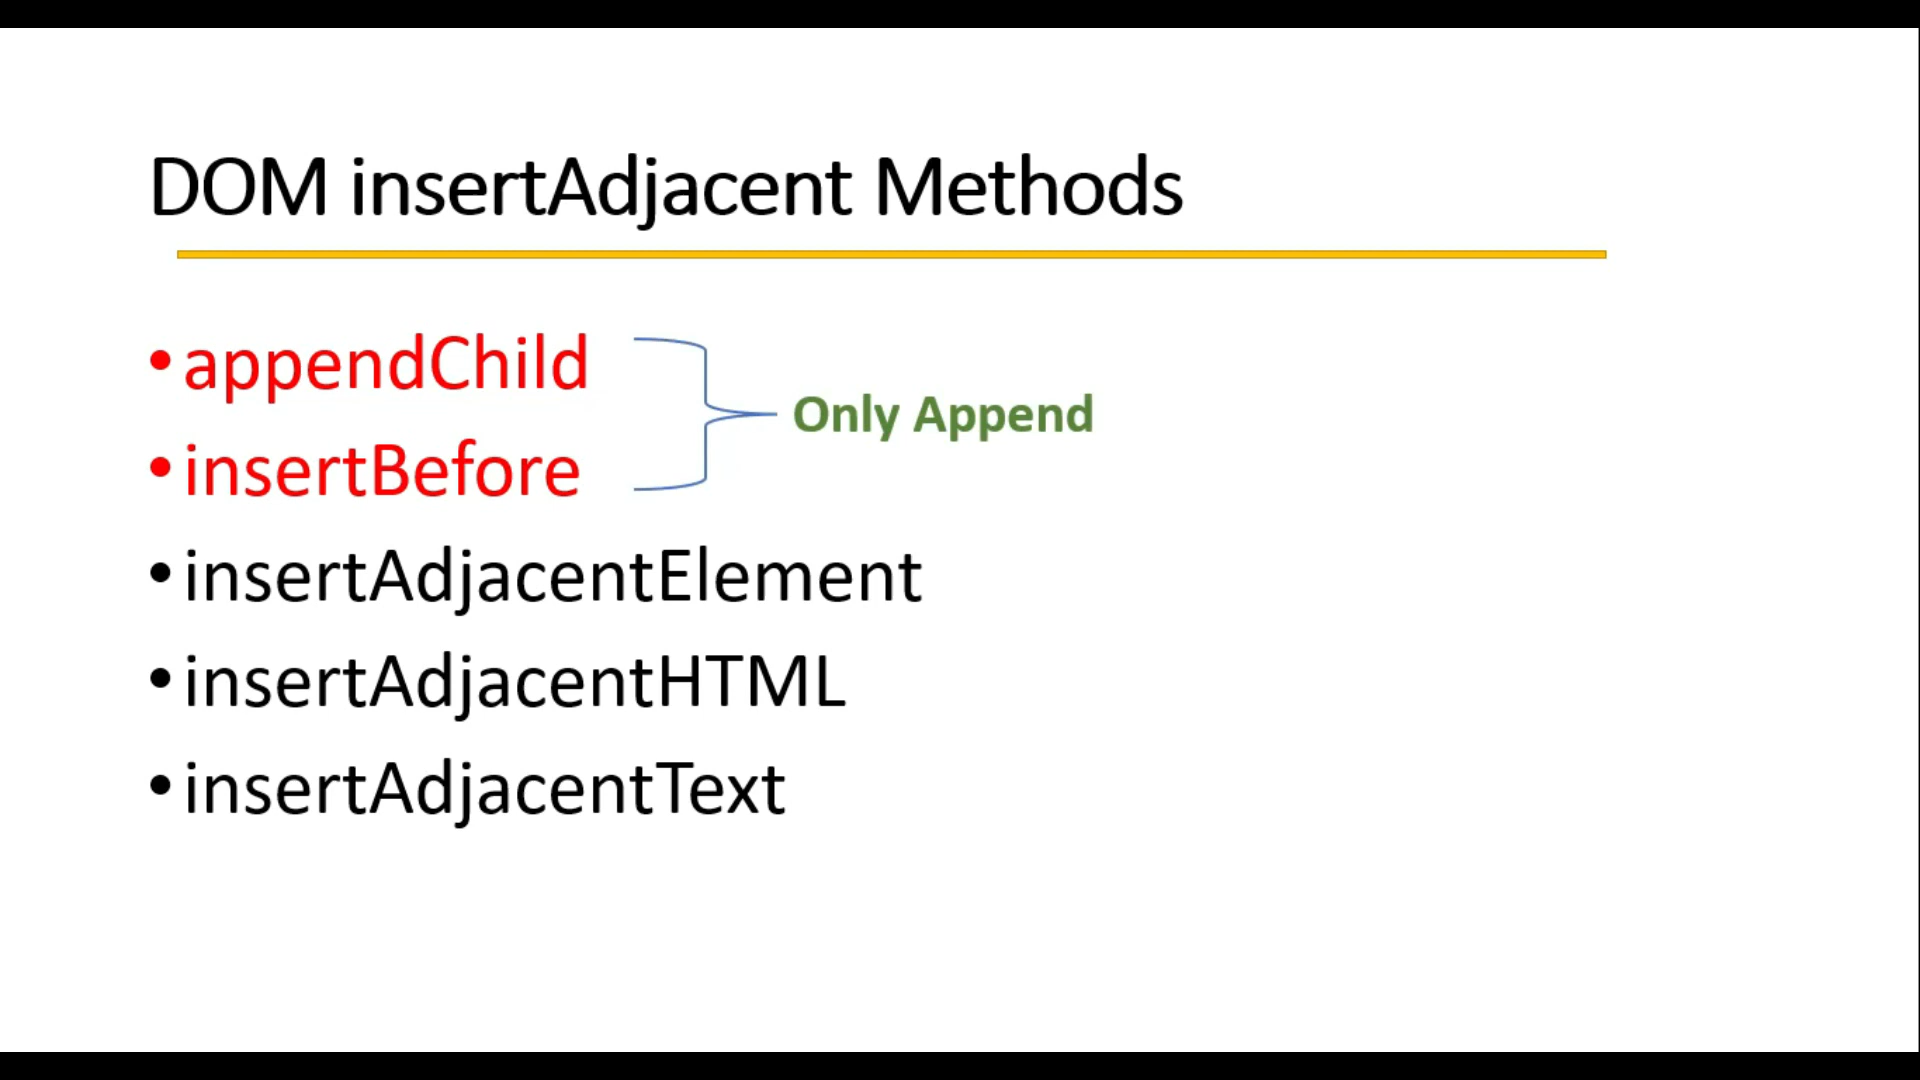 DOM insertAdjacent Methods
• appendChild
• insertBefore
Only Append
• insertAdjacentElement
• insertAdjacentHTML
• insertAdjacentText